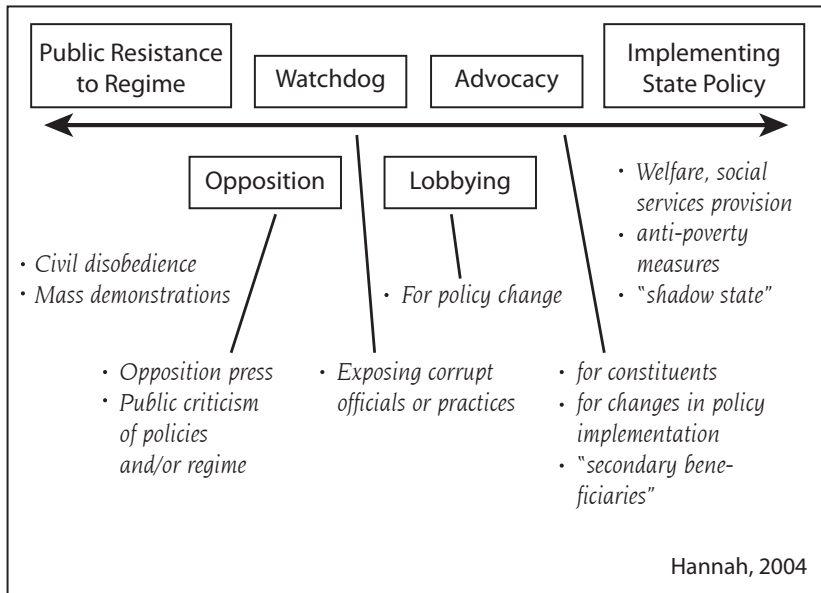 Public Resistance
to Regime
Watchdog
Advocacy
Implementing
State Policy
Opposition
Lobbying
• Civil disobedience
• Mass demonstrations
• Opposition press
• Public criticism
of policies
and/or regime
• Exposing corrupt
officials or practices
• For policy change
• for constituents
• for changes in policy
implementation
• "secondary bene-
ficiaries"
• Welfare, social
services provision
• anti-poverty
measures
• "shadow state"
Hannah, 2004